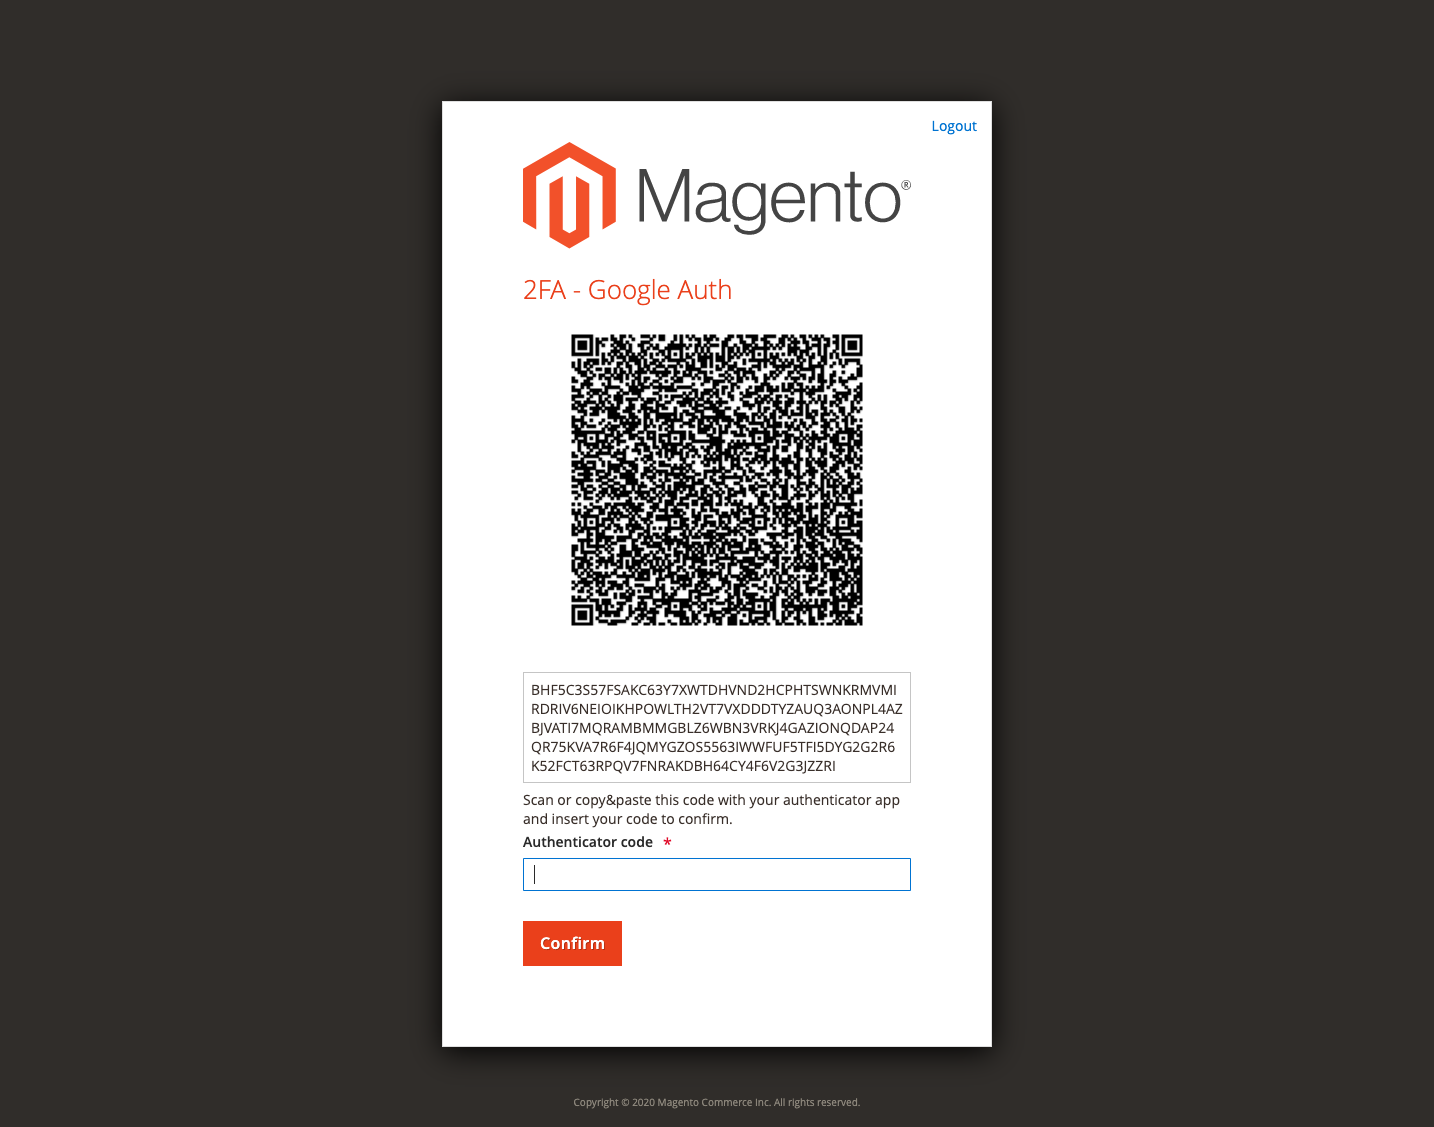 Logout
Magento®
2FA - Google Auth
BHF5C3S57FSAKC63Y7XWTDHVND2HCPHTSWNKRMVMI
RDRIV6NEIOIKHPOWLTH2VT7VXDDDTYZAUQ3AONPL4AZ
BJVATI7MQRAMBMMGBLZ6WBN3VRKJ4GAZIONQDAP24
QR75KVA7R6F4JQMYGZOS5563IWWFUF5TFI5DYG2G2R6
K52FCT63RPQV7FNRAKDBH64CY4F6V2G3JZZRI
Scan or copy&paste this code with your authenticator app
and insert your code to confirm.
Authenticator code *
Confirm
Copyright © 2020 Magento Commerce Inc. All rights reserved.